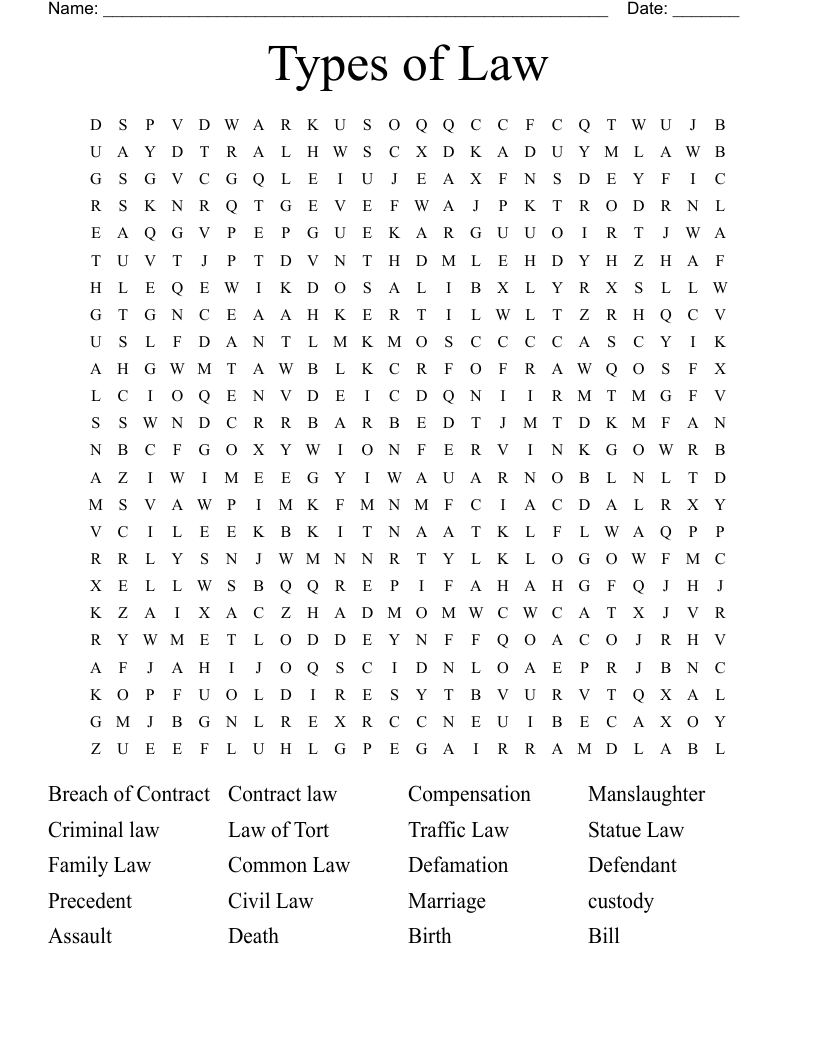 Name: _____________________________________________________ Date: _______
Types of Law
D S P V D W A R K U S O Q Q C C F C Q T W U J B
U A Y D T R A L H W S C X D K A D U Y M L A W B
G S G V C G Q L E I U J E A X F N S D E Y F I C
R S K N R Q T G E V E F W A J P K T R O D R N L
E A Q G V P E P G U E K A R G U U O I R T J W A
T U V T J P T D V N T H D M L E H D Y H Z H A F
H L E Q E W I K D O S A L I B X L Y R X S L L W
G T G N C E A A H K E R T I L W L T Z R H Q C V
U S L F D A N T L M K M O S C C C C A S C Y I K
A H G W M T A W B L K C R F O F R A W Q O S F X
L C I O Q E N V D E I C D Q N I I R M T M G F V
S S W N D C R R B A R B E D T J M T D K M F A N
N B C F G O X Y W I O N F E R V I N K G O W R B
A Z I W I M E E G Y I W A U A R N O B L N L T D
M S V A W P I M K F M N M F C I A C D A L R X Y
V C I L E E K B K I T N A A T K L F L W A Q P P
R R L Y S N J W M N N R T Y L K L O G O W F M C
X E L L W S B Q Q R E P I F A H A H G F Q J H J
K Z A I X A C Z H A D M O M W C W C A T X J V R
R Y W M E T L O D D E Y N F F Q O A C O J R H V
A F J A H I J O Q S C I D N L O A E P R J B N C
K O P F U O L D I R E S Y T B V U R V T Q X A L
G M J B G N L R E X R C C N E U I B E C A X O Y
Z U E E F L U H L G P E G A I R R A M D L A B L
Breach of Contract Contract law Compensation Manslaughter
Criminal law Law of Tort Traffic Law Statue Law
Family Law Common Law Defamation Defendant
Precedent Civil Law Marriage custody
Assault Death Birth Bill